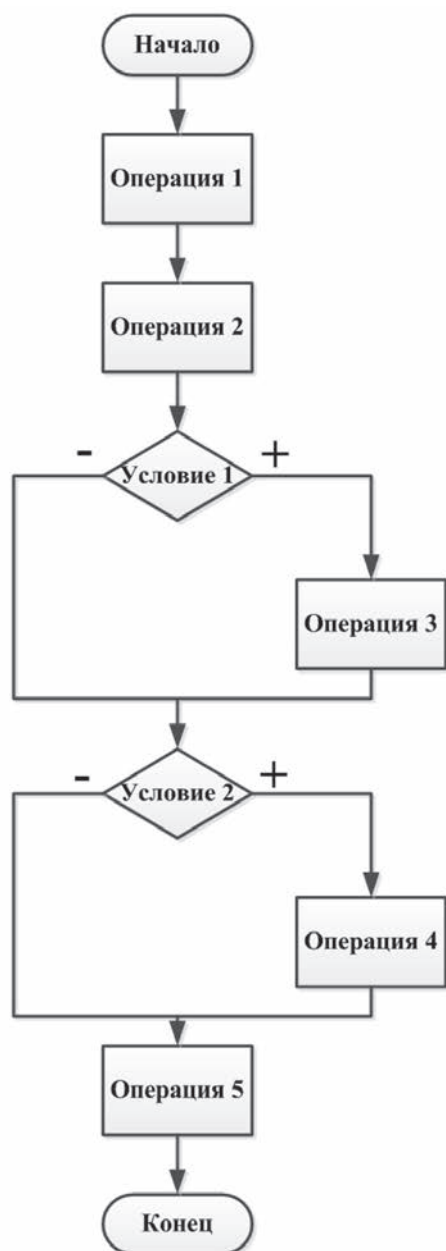 Начало
Операция 1
Операция 2
- Условие 1 +
Операция 3
- Условие 2 +
Операция 4
Операция 5
Конец